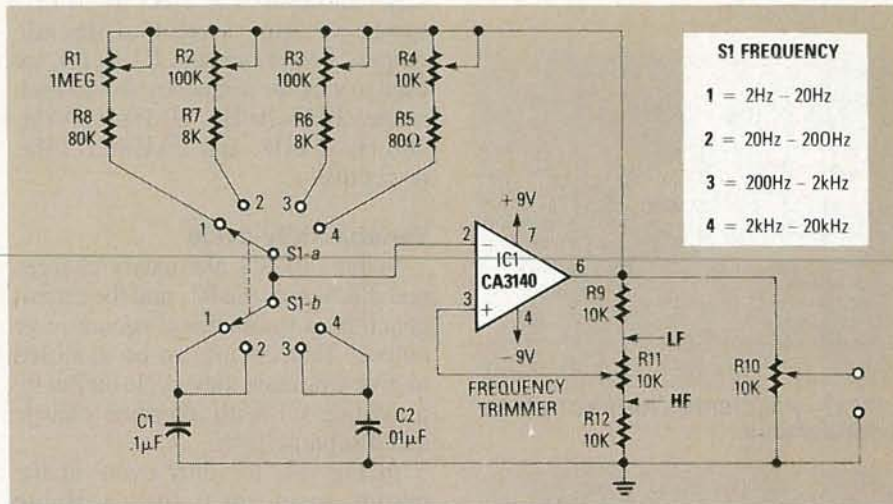 R1
1MEG
R2
100K
R3
100K
R4
10K
R8
80K
R7
8K
R6
8K
R5
80Ω
S1 FREQUENCY
1 = 2Hz – 20Hz
2 = 20Hz – 200Hz
3 = 200Hz – 2kHz
4 = 2kHz – 20kHz
1
2
3
4
S1-a
S1-b
1
2
3
4
+9V
2
7
–
IC1
CA3140
6
3
+
4
–9V
R9
10K
LF
R11
10K
HF
R12
10K
R10
10K
FREQUENCY
TRIMMER
C1
.1µF
C2
.01µF